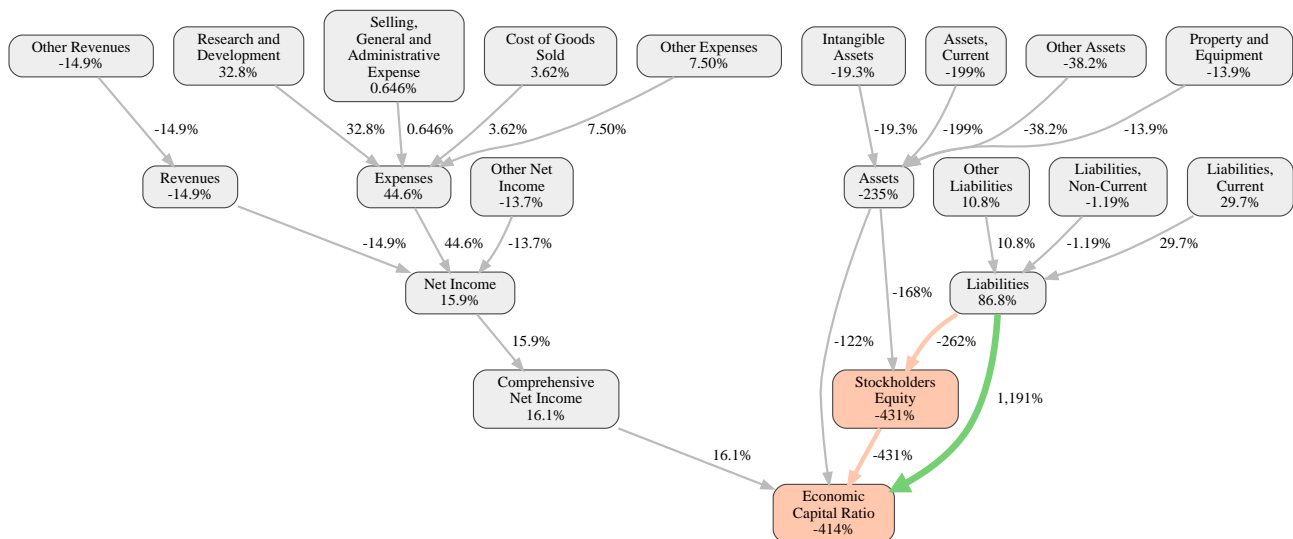 Other Revenues
-14.9%
Research and
Development
32.8%
Selling,
General and
Administrative
Expense
0.646%
Cost of Goods
Sold
3.62%
Other Expenses
7.50%
Intangible
Assets
-19.3%
Assets,
Current
-199%
Other Assets
-38.2%
Property and
Equipment
-13.9%
-14.9%
32.8%
0.646%
3.62%
7.50%
-19.3%
-199%
-38.2%
-13.9%
Revenues
-14.9%
Expenses
44.6%
Other Net
Income
-13.7%
Assets
-235%
Other
Liabilities
10.8%
Liabilities,
Non-Current
-1.19%
Liabilities,
Current
29.7%
-14.9%
44.6%
-13.7%
10.8%
-1.19%
29.7%
Net Income
15.9%
-168%
Liabilities
86.8%
15.9%
-122%
-262%
Comprehensive
Net Income
16.1%
Stockholders
Equity
-431%
1,191%
16.1%
-431%
Economic
Capital Ratio
-414%